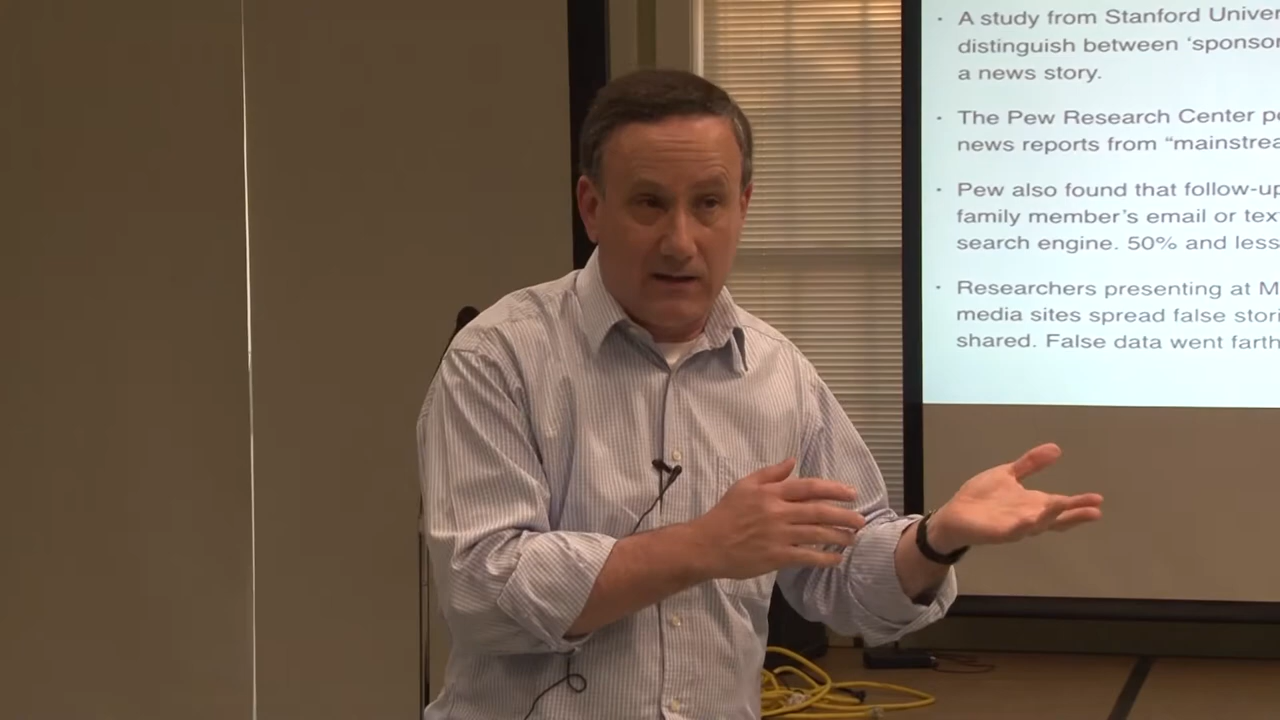 · A study from Stanford Univer
distinguish between ‘sponsor
a news story.
· The Pew Research Center p
news reports from “mainstrea
· Pew also found that follow-up
family member’s email or tex
search engine. 50% and less
· Researchers presenting at M
media sites spread false stori
shared. False data went farth